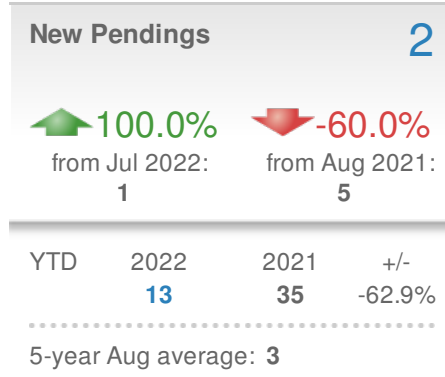 New Pendings 2
100.0% -60.0%
from Jul 2022: from Aug 2021:
1 5
YTD 2022 2021 +/-
13 35 -62.9%
5-year Aug average: 3